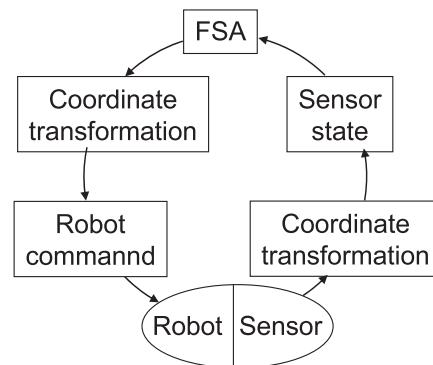 FSA
Coordinate
transformation
Sensor
state
Robot
commannd
Coordinate
transformation
Robot
Sensor